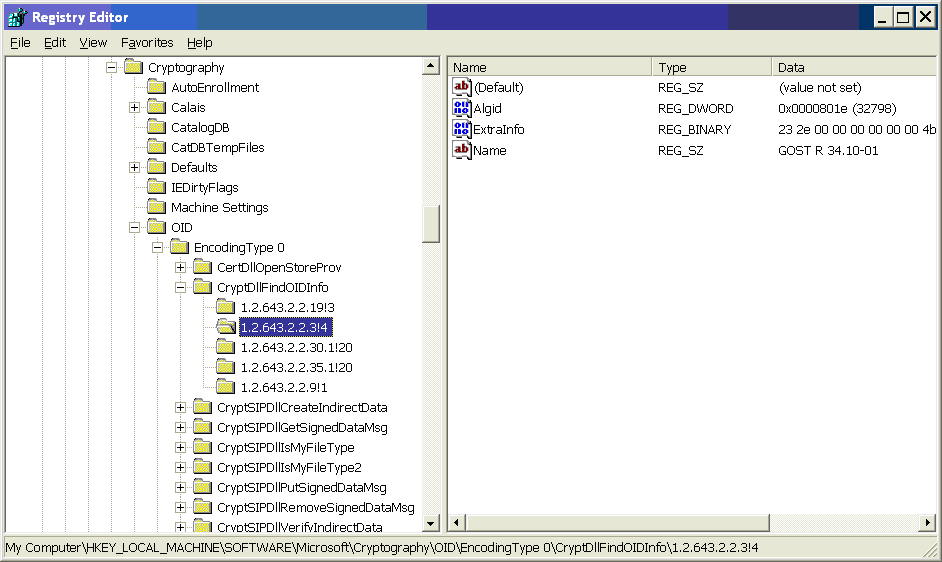 Registry Editor
File Edit View Favorites Help
Cryptography
AutoEnrollment
Calais
CatalogDB
CatDBTempFiles
Defaults
IEDirtyFlags
Machine Settings
OID
EncodingType 0
CertDllOpenStoreProv
CryptDllFindOIDInfo
1.2.643.2.2.19!3
1.2.643.2.2.3!4
1.2.643.2.2.30.1!20
1.2.643.2.2.35.1!20
1.2.643.2.2.9!1
CryptSIPDllCreateIndirectData
CryptSIPDllGetSignedDataMsg
CryptSIPDllIsMyFileType
CryptSIPDllIsMyFileType2
CryptSIPDllPutSignedDataMsg
CryptSIPDllRemoveSignedDataMsg
CryptSIPDllVerifyIndirectData
Name Type Data
(Default) REG_SZ (value not set)
Algid REG_DWORD 0x0000801e (32798)
ExtraInfo REG_BINARY 23 2e 00 00 00 00 00 00 4b
Name REG_SZ GOST R 34.10-01
My Computer\HKEY_LOCAL_MACHINE\SOFTWARE\Microsoft\Cryptography\OID\EncodingType 0\CryptDllFindOIDInfo\1.2.643.2.2.3!4